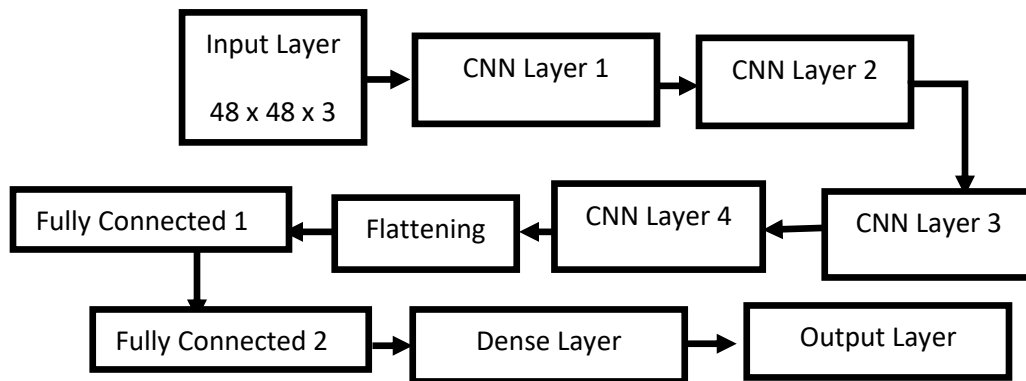 Input Layer
48 x 48 x 3
CNN Layer 1
CNN Layer 2
CNN Layer 3
CNN Layer 4
Flattening
Fully Connected 1
Fully Connected 2
Dense Layer
Output Layer